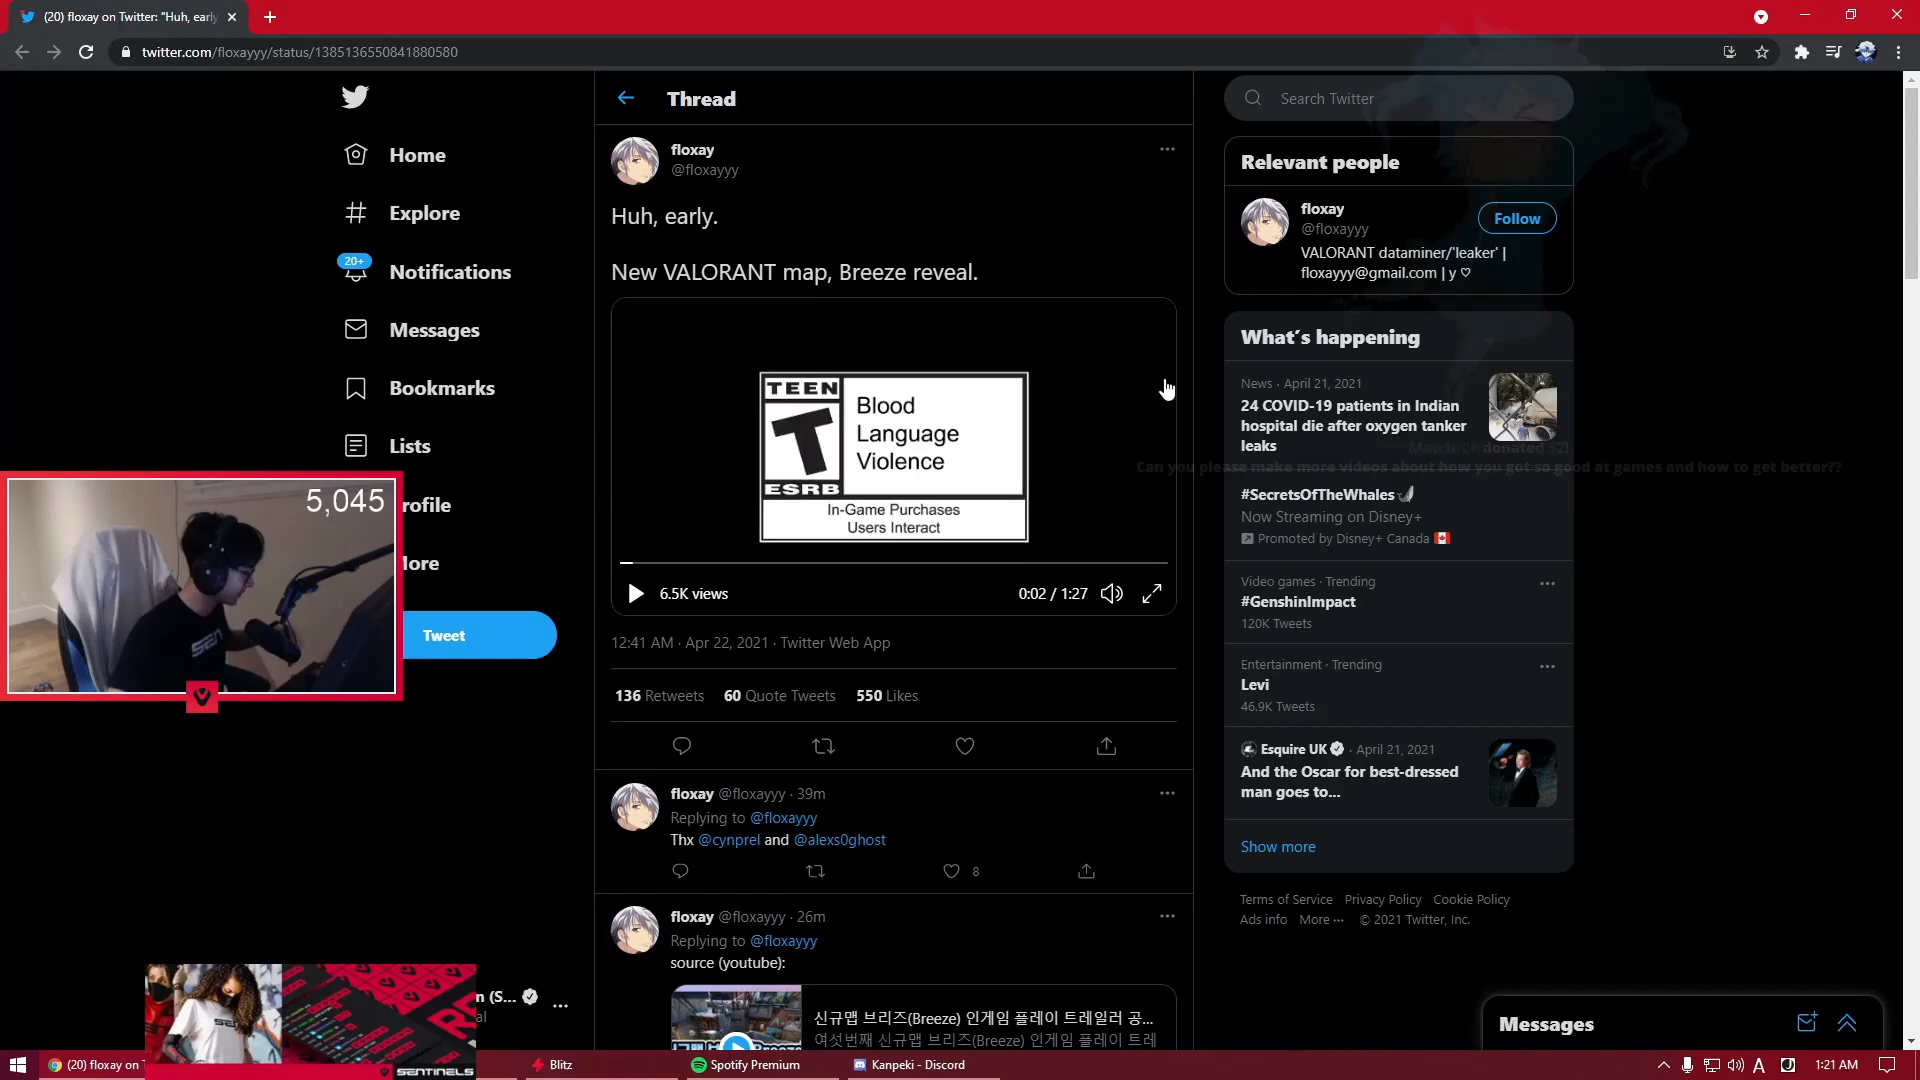 (20) floxay on Twitter: "Huh, early
twitter.com/floxayyy/status/1385136550841880580
Home
Explore
20+
Notifications
Messages
Bookmarks
Lists
rofile
ore
Tweet
5,045
Thread
floxay
@floxayyy
Huh, early.
New VALORANT map, Breeze reveal.
TEEN
T
ESRB
Blood
Language
Violence
In-Game Purchases
Users Interact
6.5K views
0:02 / 1:27
12:41 AM · Apr 22, 2021 · Twitter Web App
136 Retweets 60 Quote Tweets 550 Likes
floxay @floxayyy · 39m
Replying to @floxayyy
Thx @cynprel and @alexs0ghost
8
floxay @floxayyy · 26m
Replying to @floxayyy
source (youtube):
신규맵 브리즈(Breeze) 인게임 플레이 트레일러 공...
여섯번째 신규맵 브리즈(Breeze) 인게임 플레이 트레
Search Twitter
Relevant people
floxay
@floxayyy
Follow
VALORANT dataminer/'leaker' |
floxayyy@gmail.com | y ♡
What's happening
News · April 21, 2021
24 COVID-19 patients in Indian
hospital die after oxygen tanker
leaks
donated
Can you please make more videos about how you got so good at games and how to get better??
#SecretsOfTheWhales
Now Streaming on Disney+
Promoted by Disney+ Canada 🇨🇦
Video games · Trending
#GenshinImpact
120K Tweets
Entertainment · Trending
Levi
46.9K Tweets
Esquire UK · April 21, 2021
And the Oscar for best-dressed
man goes to...
Show more
Terms of Service Privacy Policy Cookie Policy
Ads info More ··· © 2021 Twitter, Inc.
Messages
n (S...
al
SEN
SENTINELS
(20) floxay on
Blitz
Spotify Premium
Kanpeki - Discord
A
1:21 AM